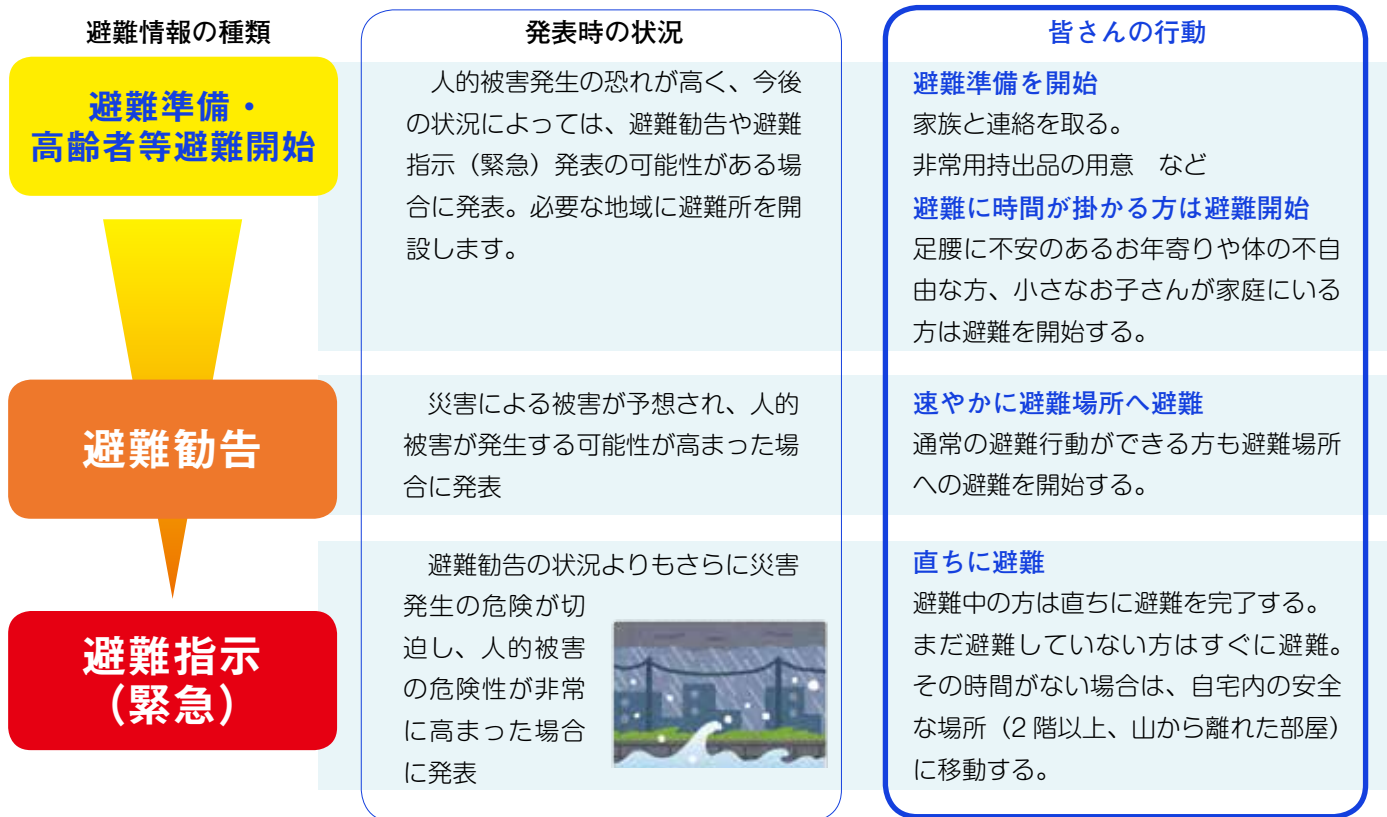 避難情報の種類
発表時の状況
皆さんの行動
避難準備・
高齢者等避難開始
人的被害発生の恐れが高く、今後
の状況によっては、避難勧告や避難
指示（緊急）発表の可能性がある場
合に発表。必要な地域に避難所を開
設します。
避難準備を開始
家族と連絡を取る。
非常用持出品の用意　など
避難に時間が掛かる方は避難開始
足腰に不安のあるお年寄りや体の不自
由な方、小さなお子さんが家庭にいる
方は避難を開始する。
避難勧告
災害による被害が予想され、人的
被害が発生する可能性が高まった場
合に発表
速やかに避難場所へ避難
通常の避難行動ができる方も避難場所
への避難を開始する。
避難指示
（緊急）
避難勧告の状況よりもさらに災害
発生の危険が切
迫し、人的被害
の危険性が非常
に高まった場合
に発表
直ちに避難
避難中の方は直ちに避難を完了する。
まだ避難していない方はすぐに避難。
その時間がない場合は、自宅内の安全
な場所（2階以上、山から離れた部屋）
に移動する。